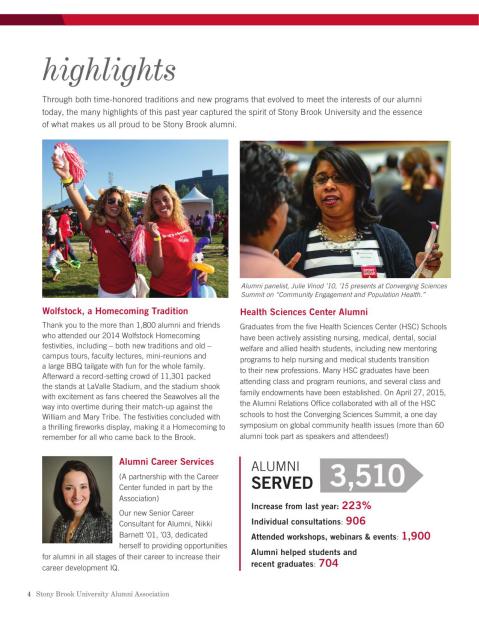 highlights
Through both time-honored traditions and new programs that evolved to meet the interests of our alumni
today, the many highlights of this past year captured the spirit of Stony Brook University and the essence
of what makes us all proud to be Stony Brook alumni.
Alumni panelist, Julie Vinod '10, '15 presents at Converging Sciences
Summit on “Community Engagement and Population Health.”
Wolfstock, a Homecoming Tradition
Thank you to the more than 1,800 alumni and friends
who attended our 2014 Wolfstock Homecoming
festivities, including – both new traditions and old –
campus tours, faculty lectures, mini-reunions and
a large BBQ tailgate with fun for the whole family.
Afterward a record-setting crowd of 11,301 packed
the stands at LaValle Stadium, and the stadium shook
with excitement as fans cheered the Seawolves all the
way into overtime during their match-up against the
William and Mary Tribe. The festivities concluded with
a thrilling fireworks display, making it a Homecoming to
remember for all who came back to the Brook.
Health Sciences Center Alumni
Graduates from the five Health Sciences Center (HSC) Schools
have been actively assisting nursing, medical, dental, social
welfare and allied health students, including new mentoring
programs to help nursing and medical students transition
to their new professions. Many HSC graduates have been
attending class and program reunions, and several class and
family endowments have been established. On April 27, 2015,
the Alumni Relations Office collaborated with all of the HSC
schools to host the Converging Sciences Summit, a one day
symposium on global community health issues (more than 60
alumni took part as speakers and attendees!)
Alumni Career Services
(A partnership with the Career
Center funded in part by the
Association)
Our new Senior Career
Consultant for Alumni, Nikki
Barnett '01, '03, dedicated
herself to providing opportunities
for alumni in all stages of their career to increase their
career development IQ.
ALUMNI
SERVED 3,510
Increase from last year: 223%
Individual consultations: 906
Attended workshops, webinars & events: 1,900
Alumni helped students and
recent graduates: 704
4 Stony Brook University Alumni Association